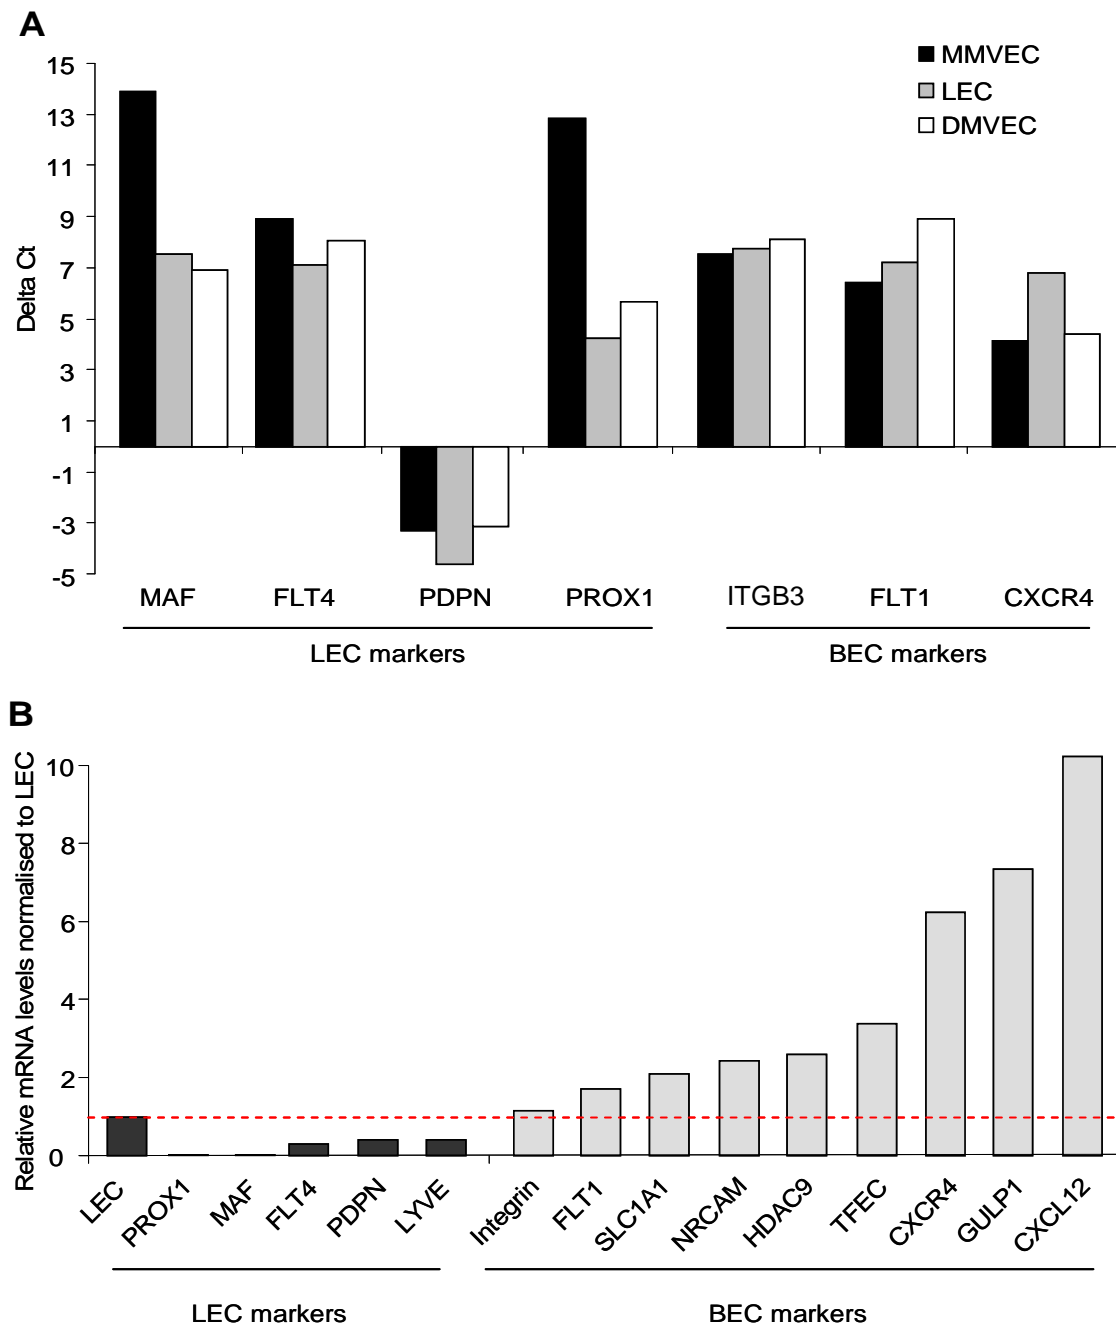 A
MMVEC
LEC
DMVEC
Delta Ct
15
13
11
9
7
5
3
1
-1
-3
-5
MAF FLT4 PDPN PROX1 ITGB3 FLT1 CXCR4
LEC markers BEC markers
B
Relative mRNA levels normalised to LEC
10
8
6
4
2
0
LEC PROX1 MAF FLT4 PDPN LYVE Integrin FLT1 SLC1A1 NRCAM HDAC9 TFEC CXCR4 GULP1 CXCL12
LEC markers BEC markers